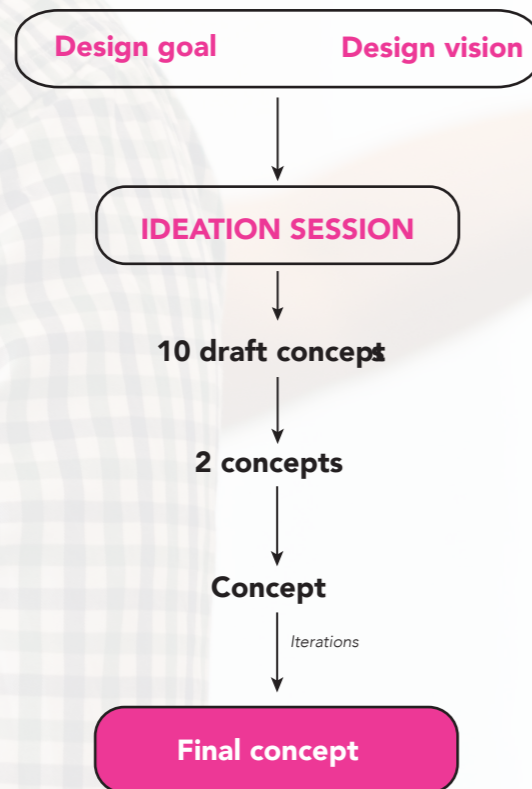 Design goal Design vision
IDEATION SESSION
10 draft concepts
2 concepts
Concept
Iterations
Final concept